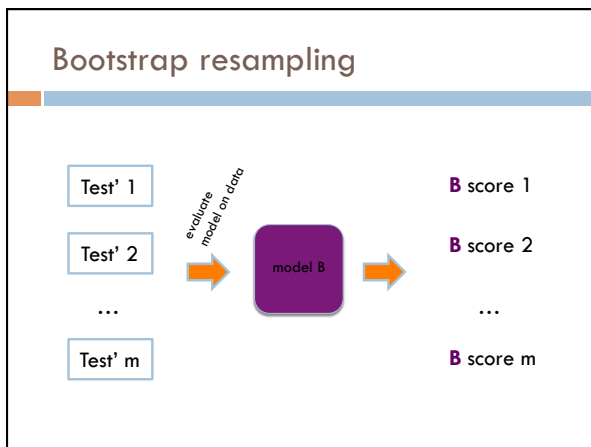 Bootstrap resampling
Test' 1
evaluate
model on data
B score 1
Test' 2
model B
B score 2
...
...
Test' m
B score m